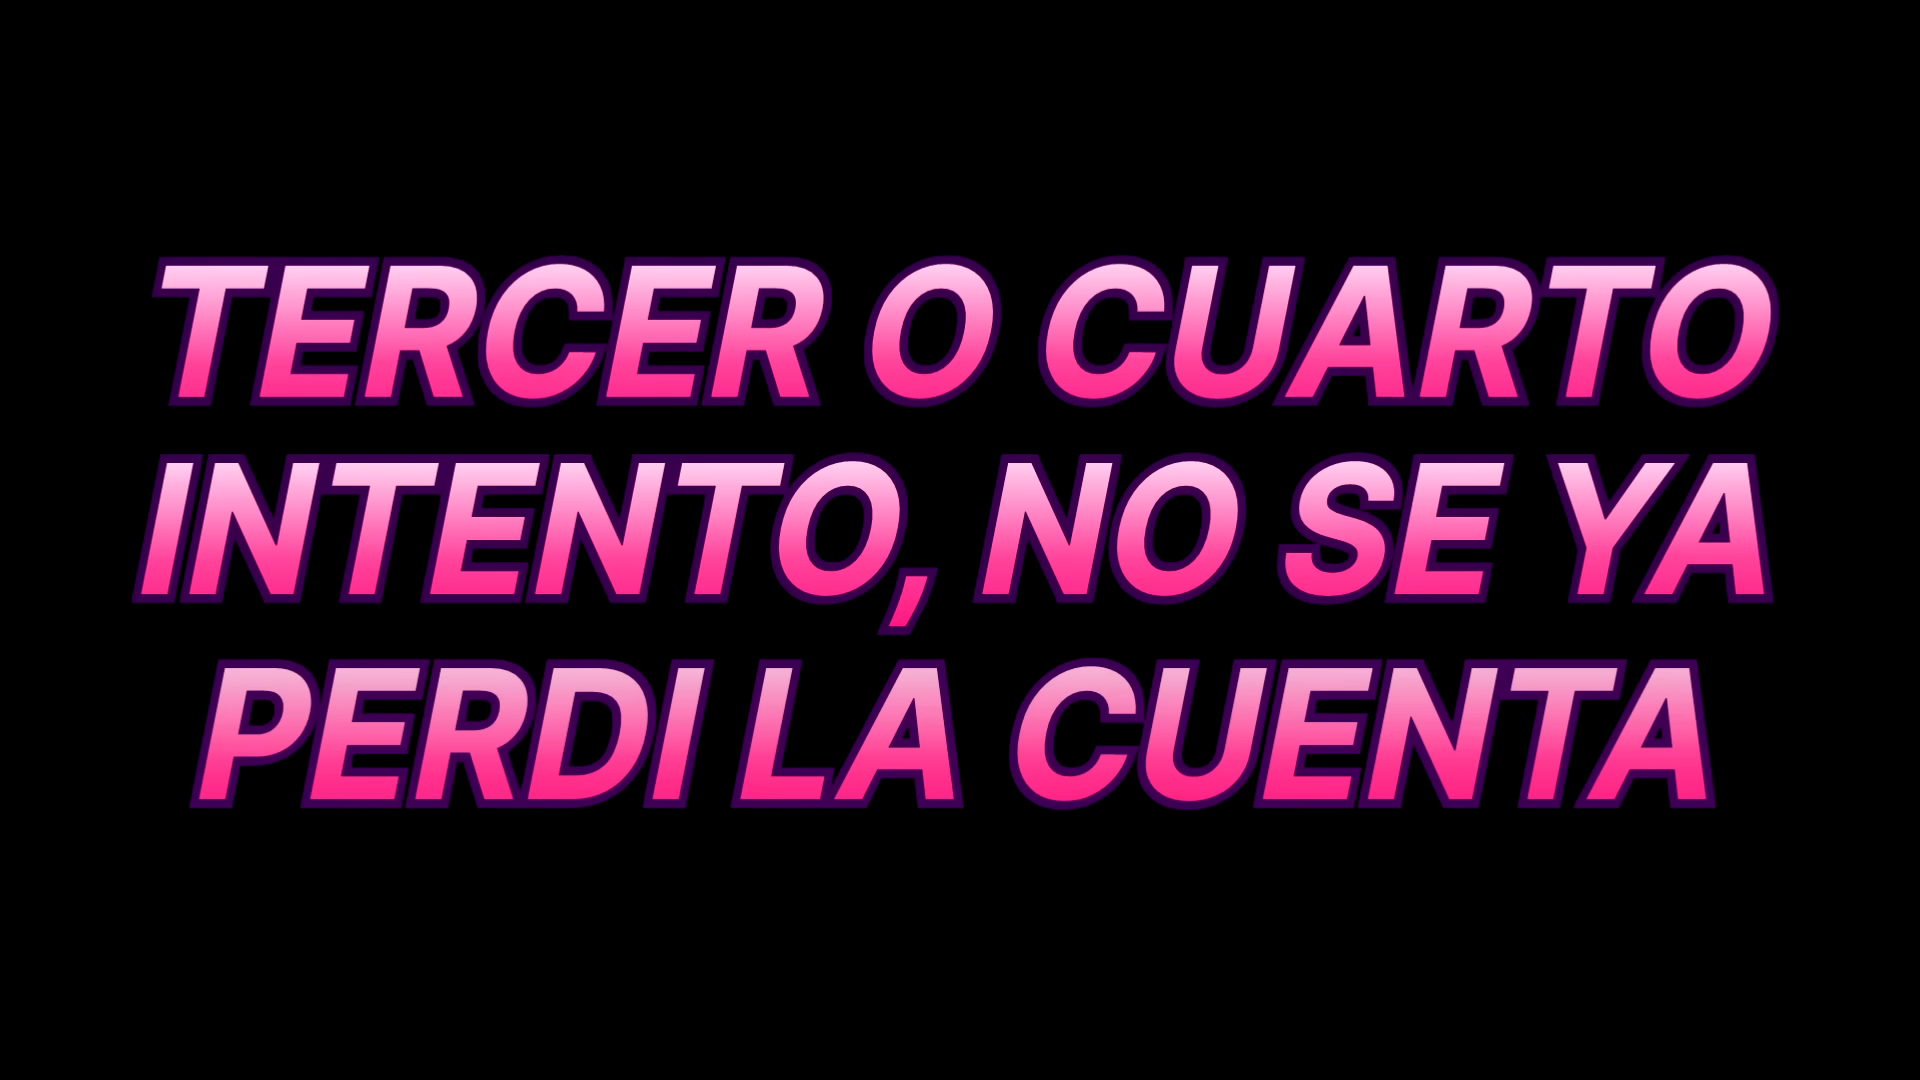 TERCER O CUARTO
INTENTO, NO SE YA
PERDI LA CUENTA